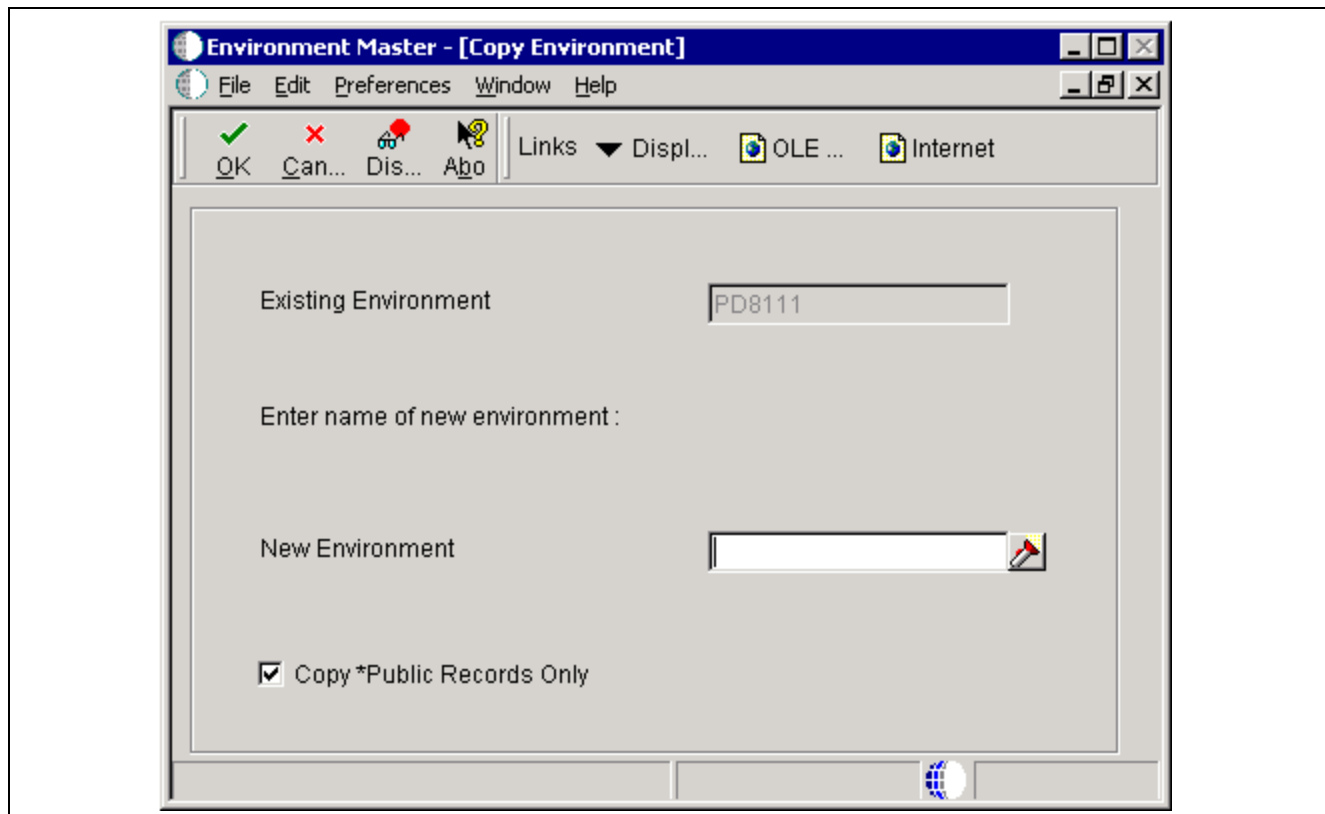 Environment Master - [Copy Environment]
File Edit Preferences Window Help
OK Can... Dis... Abo Links Displ... OLE ... Internet
Existing Environment PD8111
Enter name of new environment :
New Environment
Copy *Public Records Only